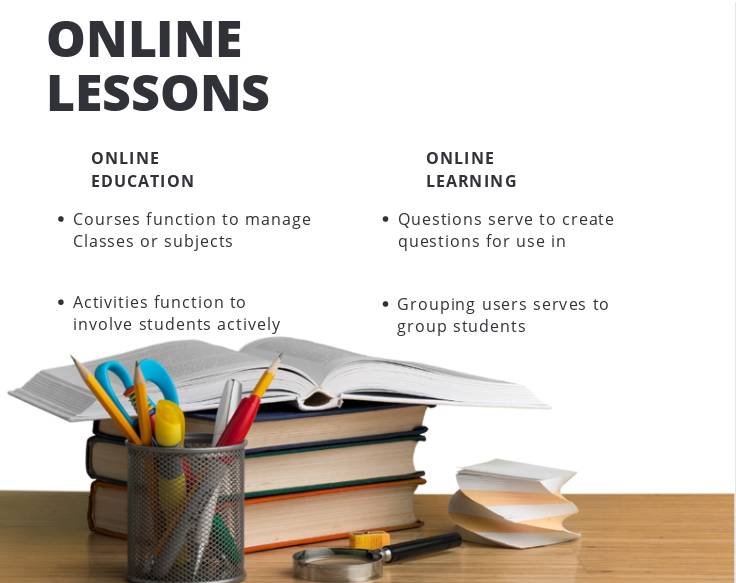 ONLINE
LESSONS
ONLINE
EDUCATION
• Courses function to manage
Classes or subjects
• Activities function to
involve students actively
ONLINE
LEARNING
• Questions serve to create
questions for use in
• Grouping users serves to
group students